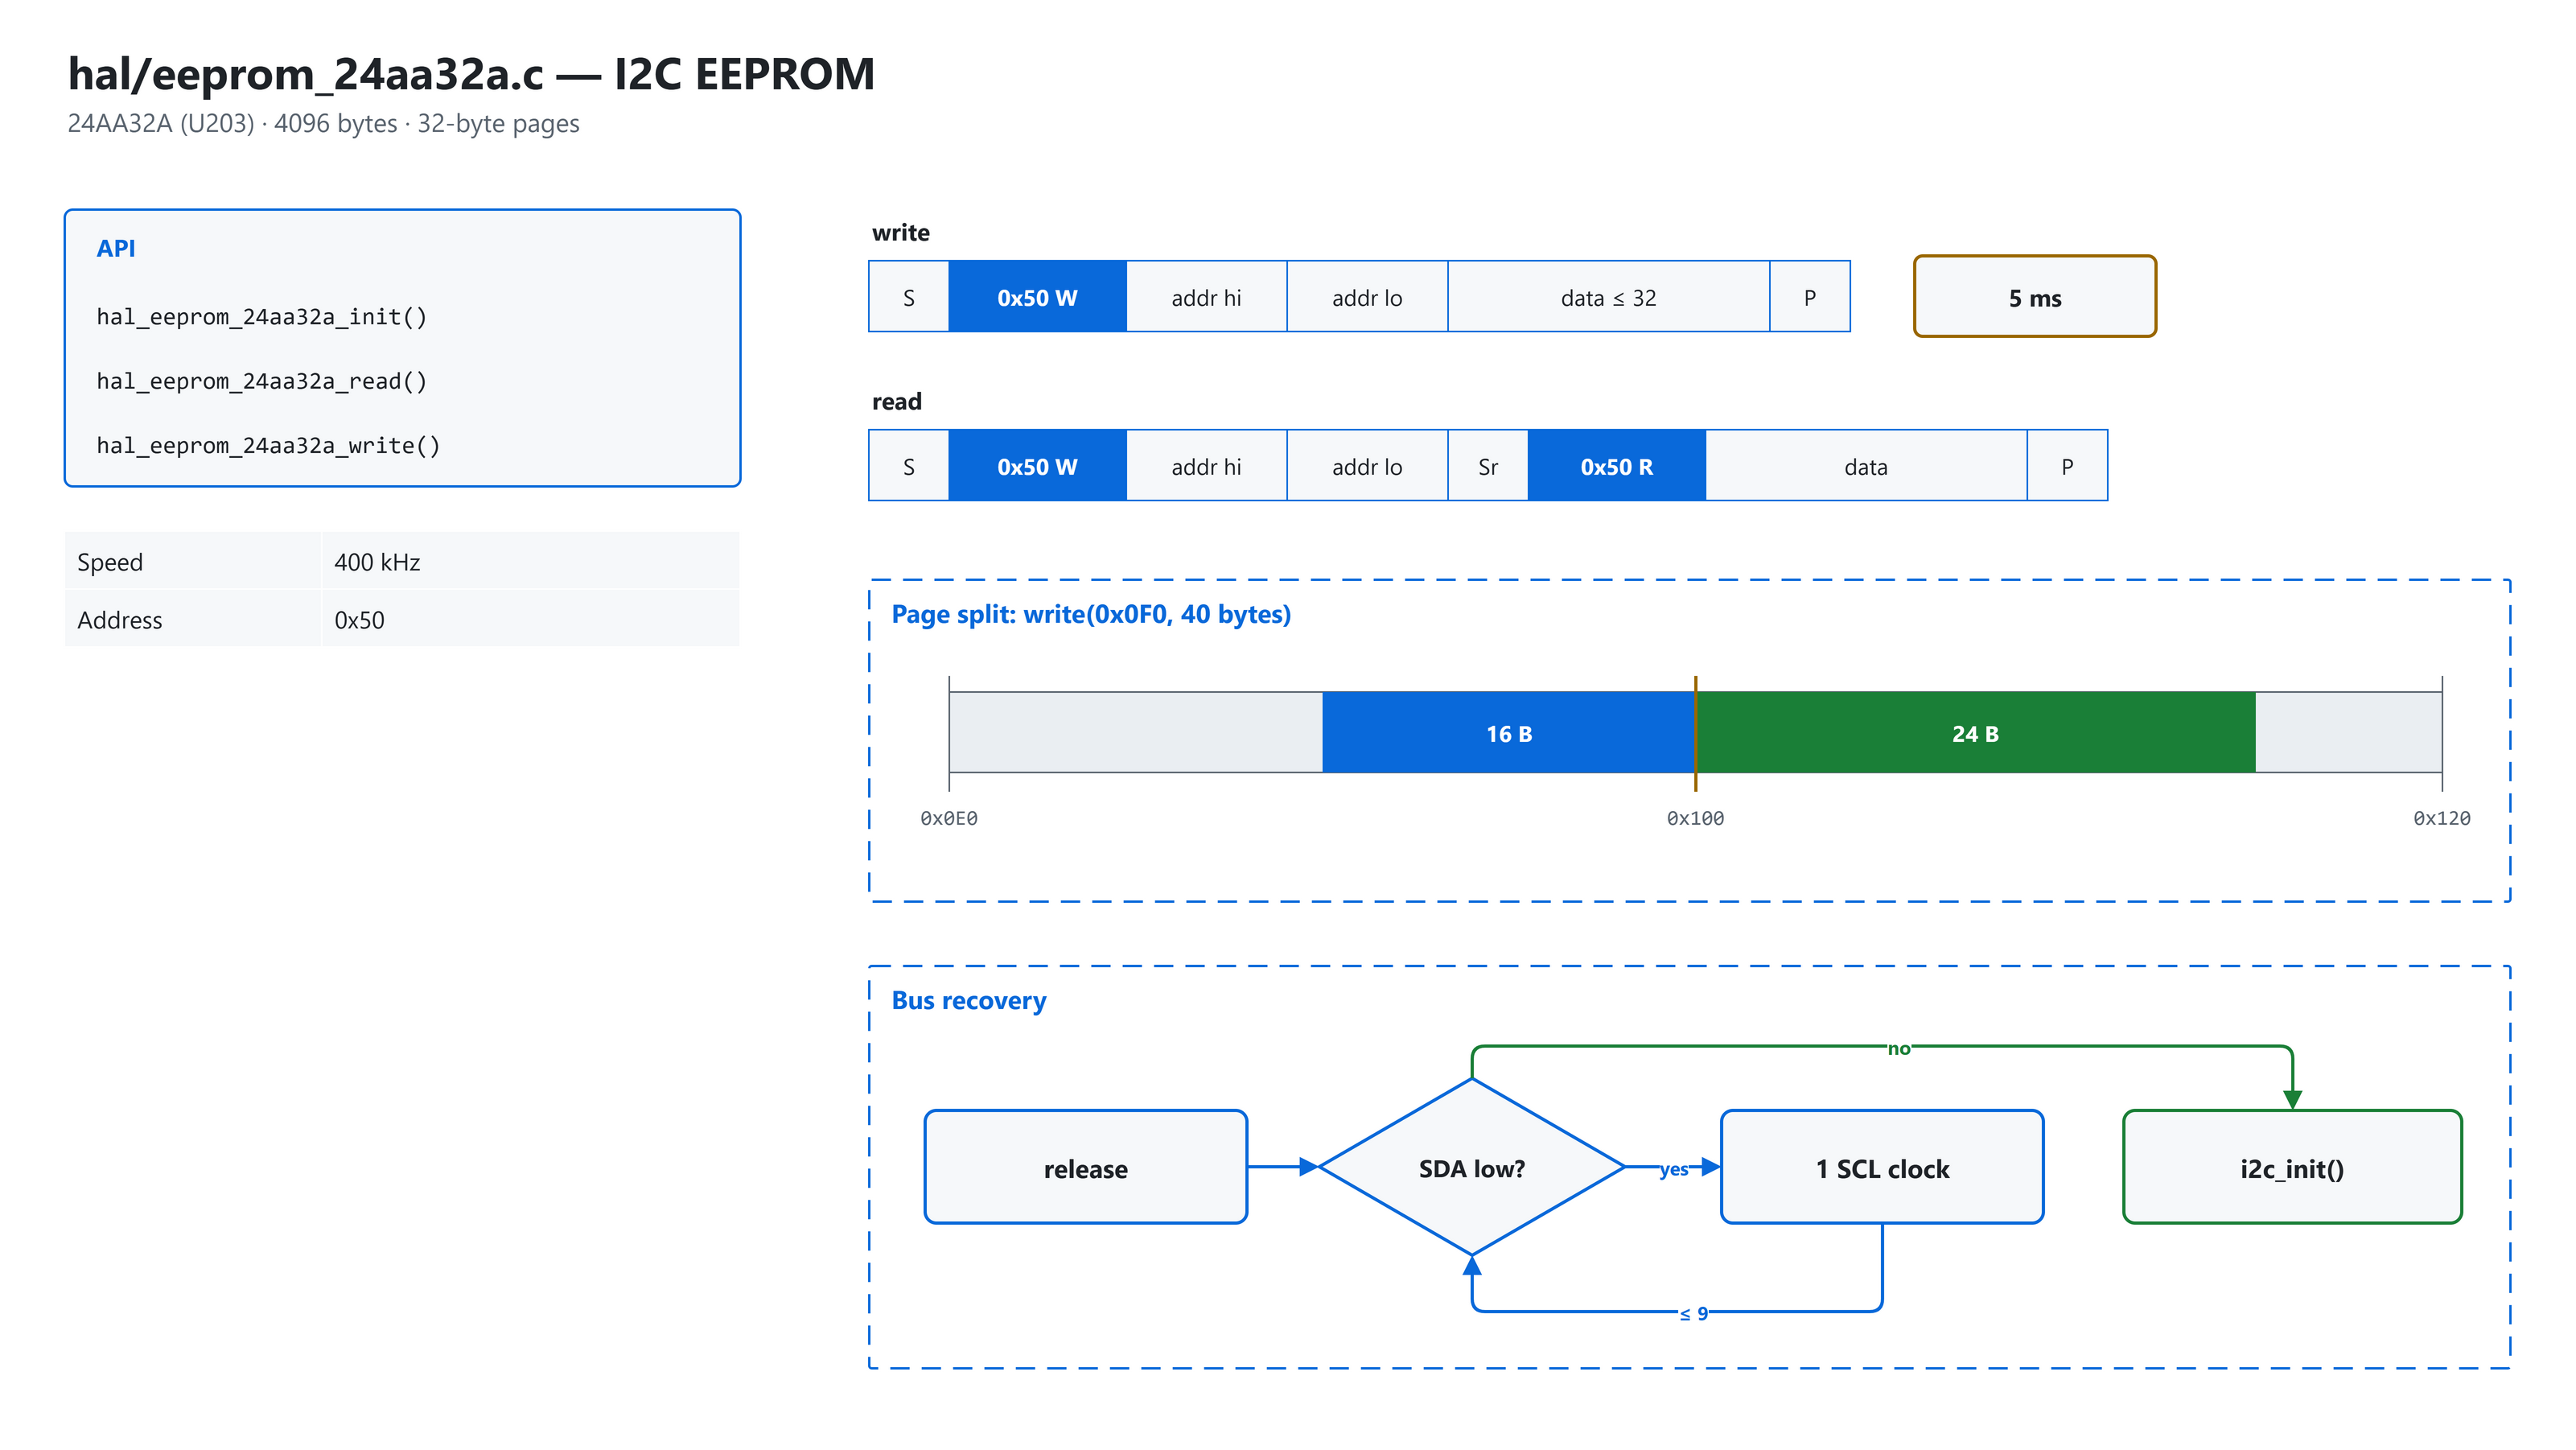 hal/eeprom_24aa32a.c — I2C EEPROM
24AA32A (U203) · 4096 bytes · 32-byte pages
API
hal_eeprom_24aa32a_init()
hal_eeprom_24aa32a_read()
hal_eeprom_24aa32a_write()
Speed 400 kHz
Address 0x50
write
S 0x50 W addr hi addr lo data ≤ 32 P 5 ms
read
S 0x50 W addr hi addr lo Sr 0x50 R data P
Page split: write(0x0F0, 40 bytes)
16 B 24 B
0x0E0 0x100 0x120
Bus recovery
no
release SDA low? yes 1 SCL clock i2c_init()
≤ 9